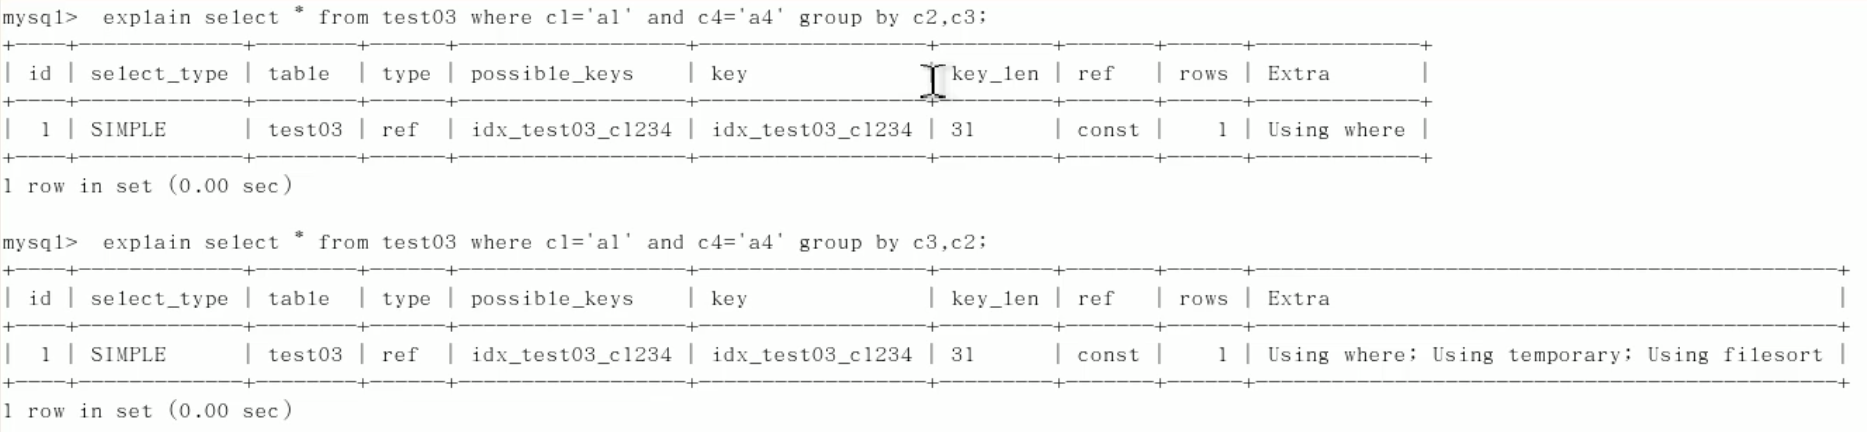 mysql>  explain select * from test03 where c1='a1' and c4='a4' group by c2,c3;
+----+-------------+--------+------+------------------+------------------+---------+-------+------+-------------+
| id | select_type | table  | type | possible_keys    | key              | key_len | ref   | rows | Extra       |
+----+-------------+--------+------+------------------+------------------+---------+-------+------+-------------+
|  1 | SIMPLE      | test03 | ref  | idx_test03_c1234 | idx_test03_c1234 | 31      | const |    1 | Using where |
+----+-------------+--------+------+------------------+------------------+---------+-------+------+-------------+
1 row in set (0.00 sec)
mysql>  explain select * from test03 where c1='a1' and c4='a4' group by c3,c2;
+----+-------------+--------+------+------------------+------------------+---------+-------+------+----------------------------------------------+
| id | select_type | table  | type | possible_keys    | key              | key_len | ref   | rows | Extra                                        |
+----+-------------+--------+------+------------------+------------------+---------+-------+------+----------------------------------------------+
|  1 | SIMPLE      | test03 | ref  | idx_test03_c1234 | idx_test03_c1234 | 31      | const |    1 | Using where; Using temporary; Using filesort |
+----+-------------+--------+------+------------------+------------------+---------+-------+------+----------------------------------------------+
1 row in set (0.00 sec)